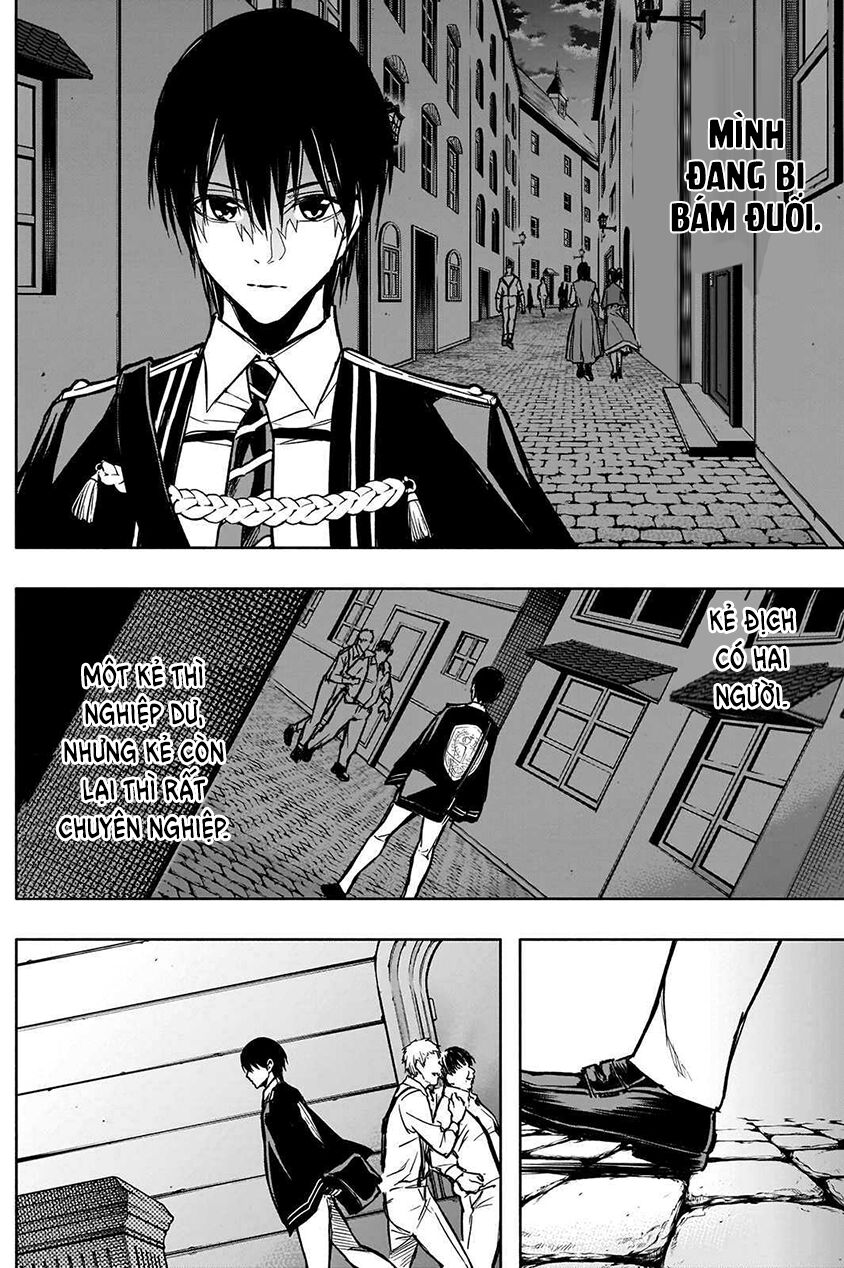 MÌNH
ĐANG BỊ
BÁM ĐUỔI.
KẺ ĐỊCH
CÓ HAI
NGƯỜI.
MỘT KẺ THÌ
NGHIỆP DƯ,
NHƯNG KẺ CÒN
LẠI THÌ RẤT
CHUYÊN NGHIỆP.